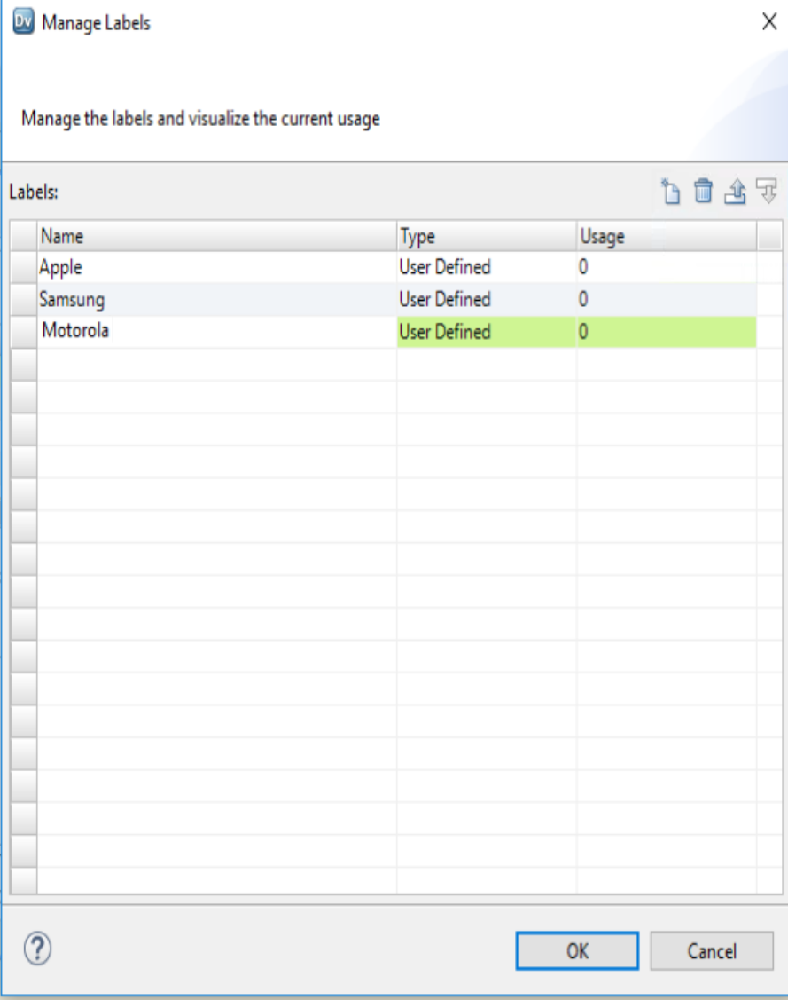 Dv Manage Labels
Manage the labels and visualize the current usage
Labels:
Name Type Usage
Apple User Defined 0
Samsung User Defined 0
Motorola User Defined 0
? OK Cancel